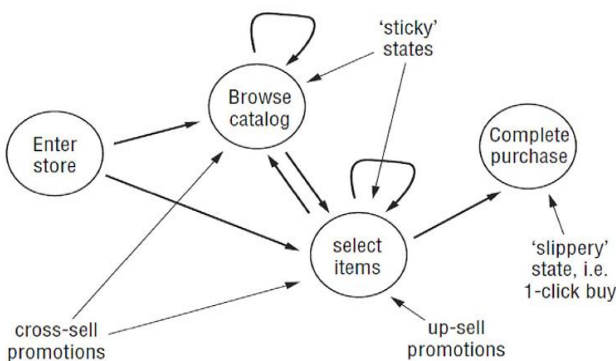 'sticky'
states
Browse
catalog
Enter
store
Complete
purchase
select
items
'slippery'
state, i.e.
1-click buy
cross-sell
promotions
up-sell
promotions